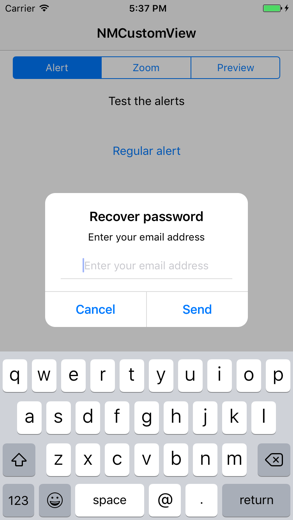 Carrier 5:37 PM
NMCustomView
Alert Zoom Preview
Test the alerts
Regular alert
Recover password
Enter your email address
Enter your email address
Cancel Send
q w e r t y u i o p
a s d f g h j k l
z x c v b n m
123 space @ . return